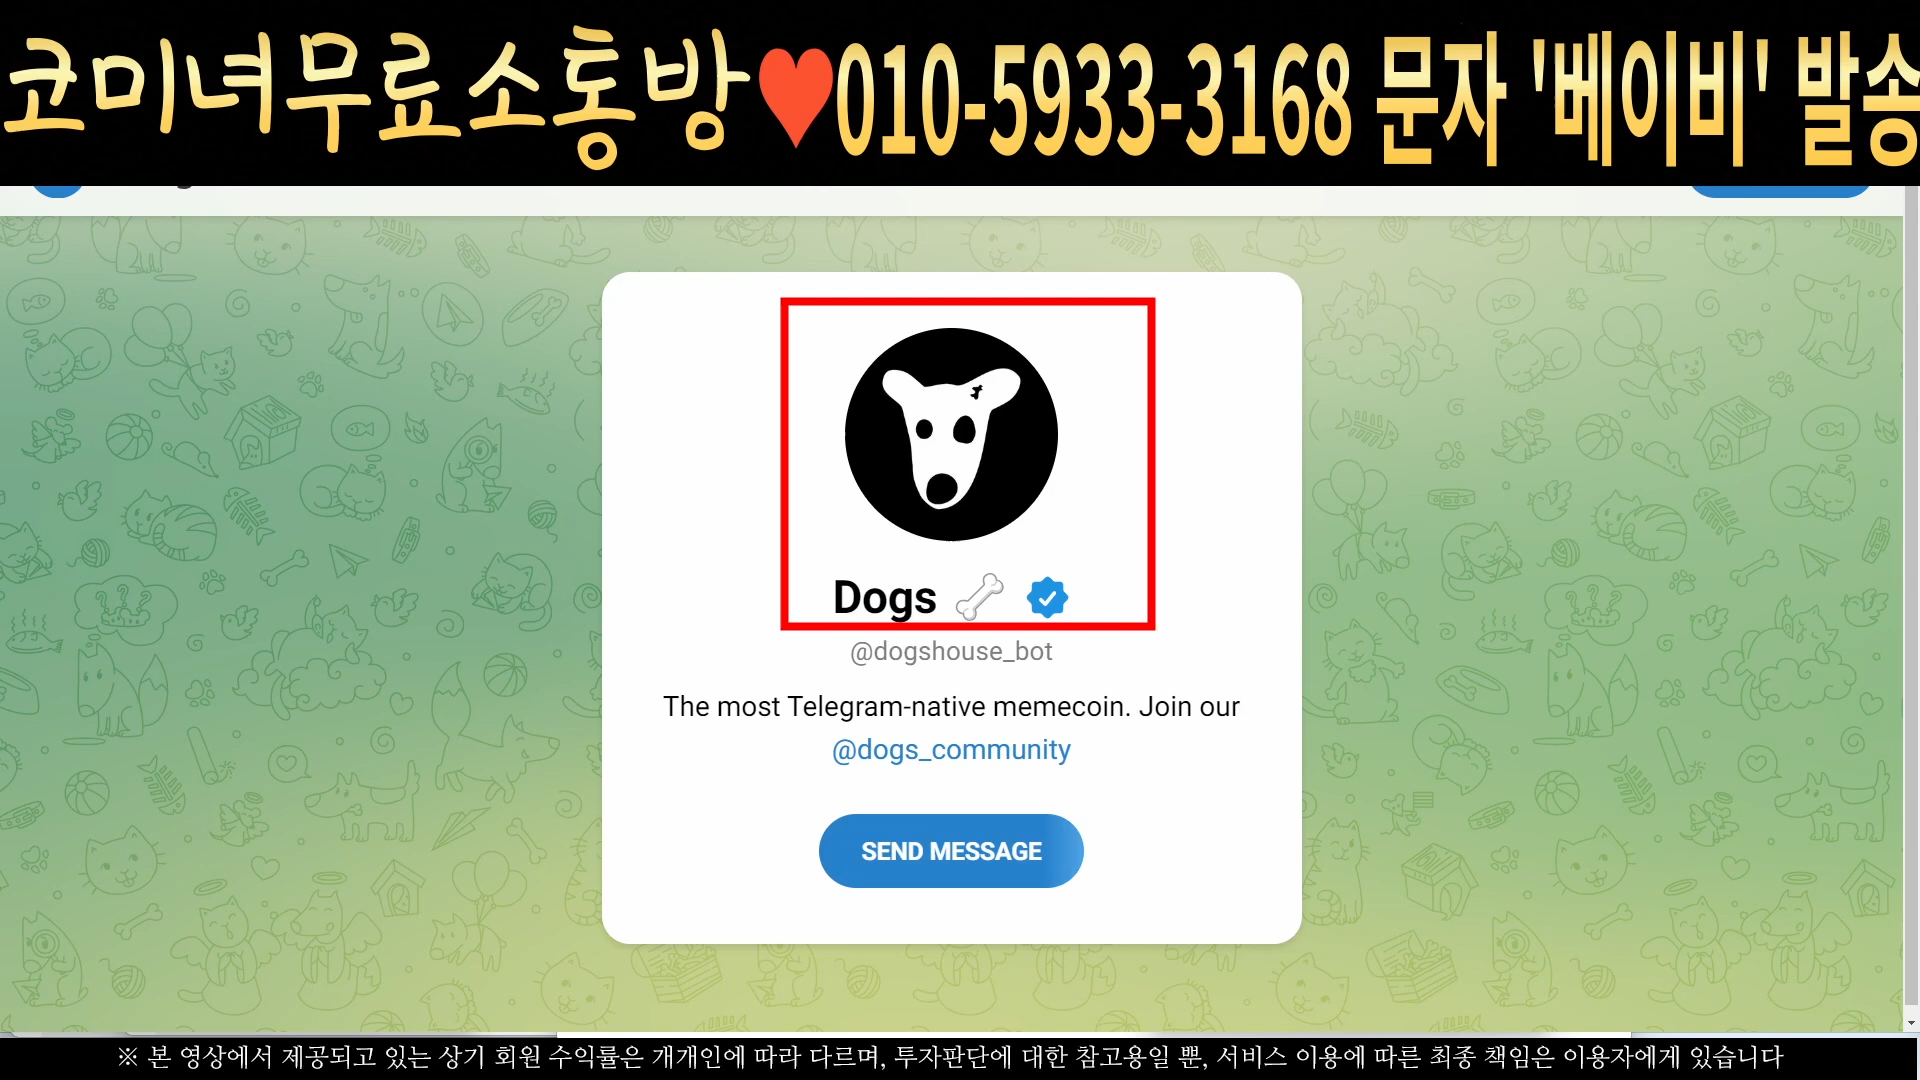 코미녀무료소통방♥010-5933-3168 문자 '베이비' 발송
Dogs
@dogshouse_bot
The most Telegram-native memecoin. Join our
@dogs_community
SEND MESSAGE
※ 본 영상에서 제공되고 있는 상기 회원 수익률은 개개인에 따라 다르며, 투자판단에 대한 참고용일 뿐, 서비스 이용에 따른 최종 책임은 이용자에게 있습니다